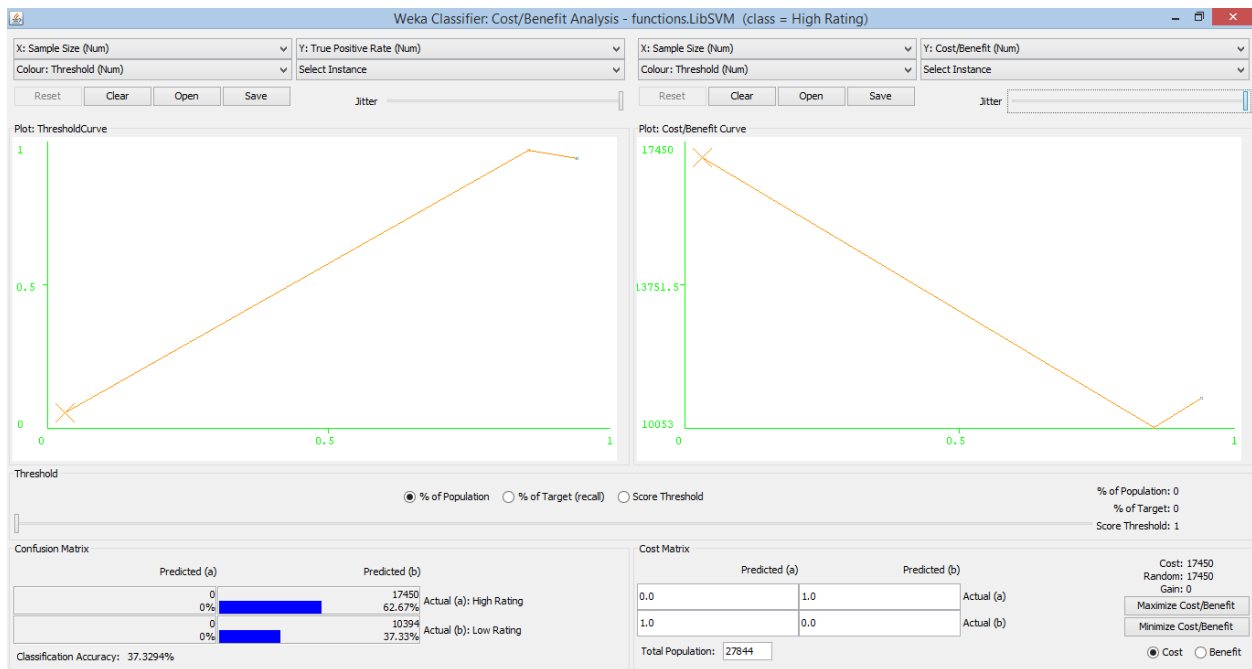 Weka Classifier: Cost/Benefit Analysis - functions.LibSVM (class = High Rating)
X: Sample Size (Num)
Y: True Positive Rate (Num)
Colour: Threshold (Num)
Select Instance
Reset
Clear
Open
Save
Jitter
Plot: ThresholdCurve
1
0.5
0
0
0.5
1
X: Sample Size (Num)
Y: Cost/Benefit (Num)
Colour: Threshold (Num)
Select Instance
Reset
Clear
Open
Save
Jitter
Plot: Cost/Benefit Curve
17450
13751.5
10053
0
0.5
1
Threshold
% of Population
% of Target (recall)
Score Threshold
% of Population: 0
% of Target: 0
Score Threshold: 1
Confusion Matrix
Predicted (a)
Predicted (b)
0
0%
17450
62.67%
Actual (a): High Rating
0
0%
10394
37.33%
Actual (b): Low Rating
Classification Accuracy: 37.3294%
Cost Matrix
Predicted (a)
Predicted (b)
0.0
1.0
Actual (a)
1.0
0.0
Actual (b)
Total Population: 27844
Cost: 17450
Random: 17450
Gain: 0
Maximize Cost/Benefit
Minimize Cost/Benefit
Cost
Benefit